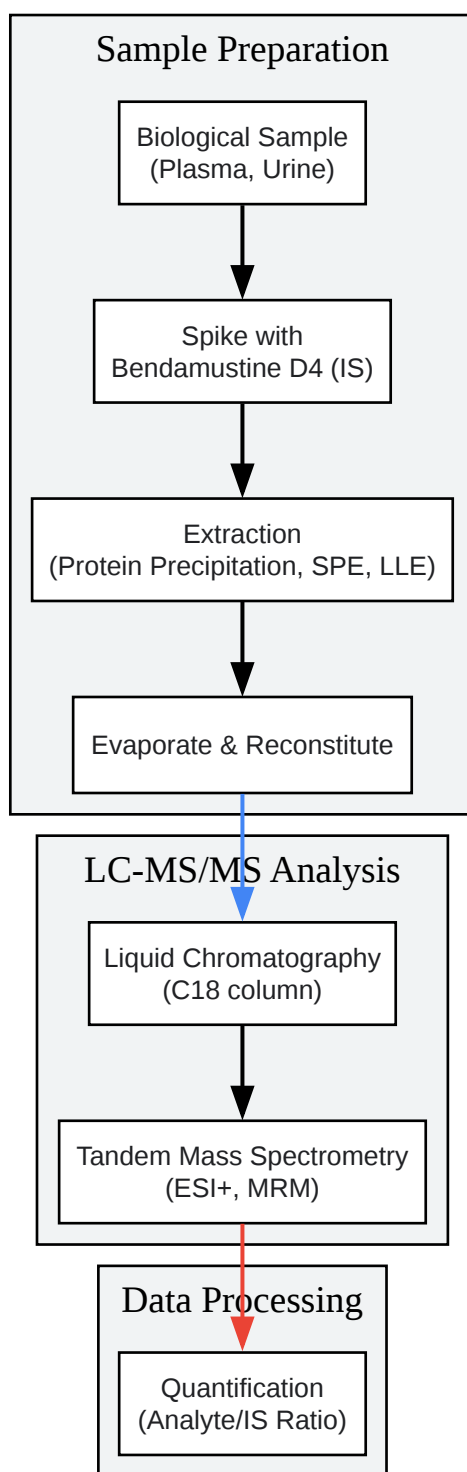 Sample Preparation
Biological Sample
(Plasma, Urine)
Spike with
Bendamustine D4 (IS)
Extraction
(Protein Precipitation, SPE, LLE)
Evaporate & Reconstitute
LC-MS/MS Analysis
Liquid Chromatography
(C18 column)
Tandem Mass Spectrometry
(ESI+, MRM)
Data Processing
Quantification
(Analyte/IS Ratio)